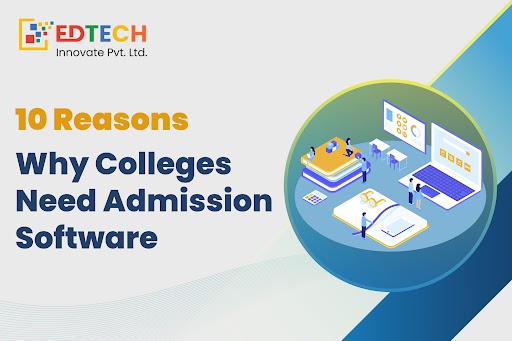 EDTECH
Innovate Pvt. Ltd.
10 Reasons
Why Colleges
Need Admission
Software